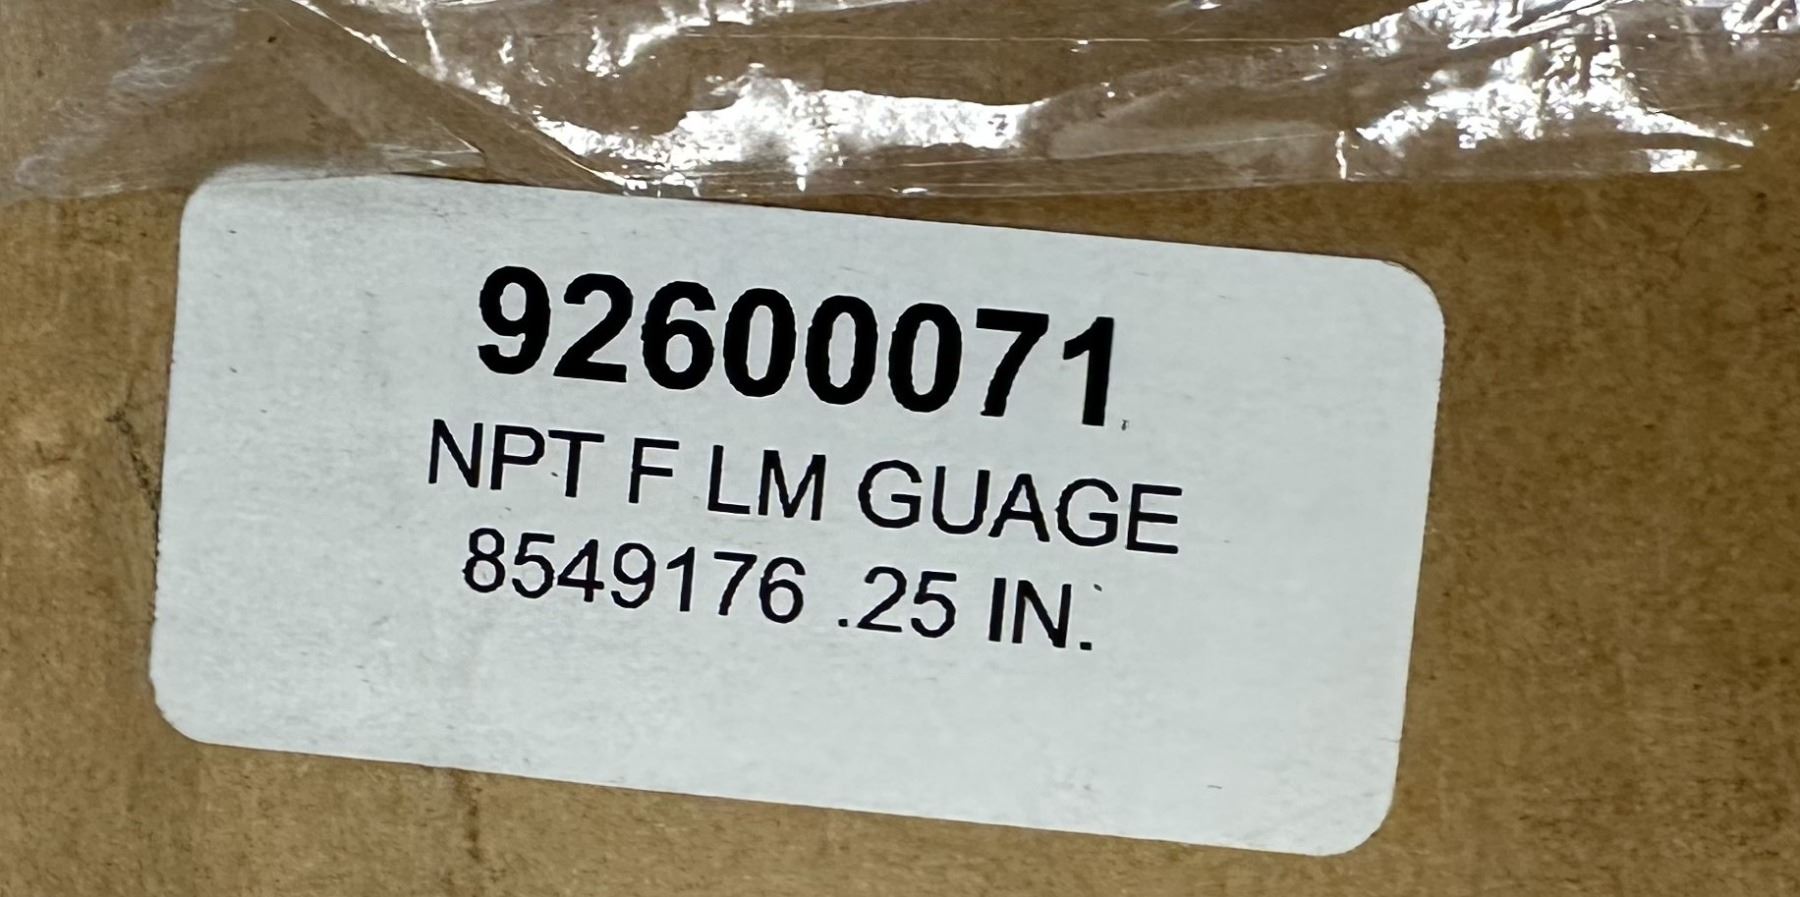 92600071
NPT F LM GUAGE
8549176 .25 IN.